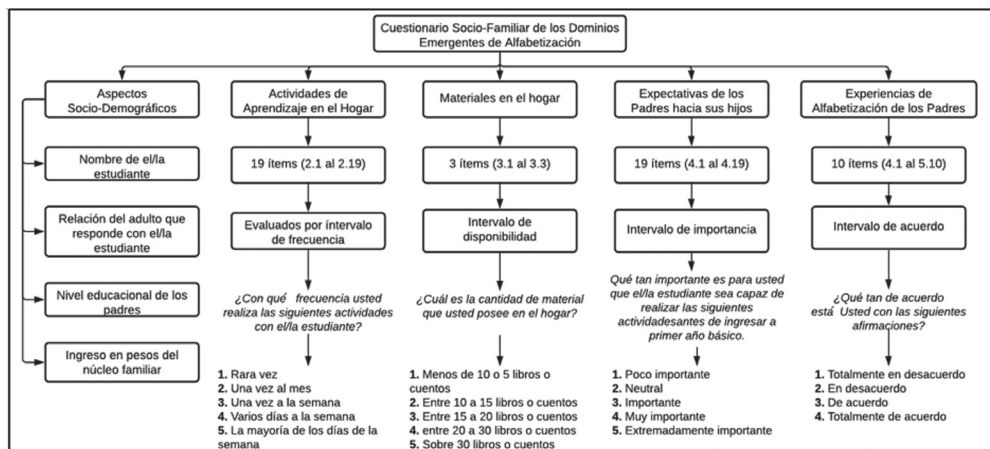 Cuestionario Socio-Familiar de los Dominios
Emergentes de Alfabetización
Aspectos
Socio-Demográficos
Nombre de el/la
estudiante
Relación del adulto que
responde con el/la
estudiante
Nivel educacional de los
padres
Ingreso en pesos del
núcleo familiar
Actividades de
Aprendizaje en el Hogar
19 ítems (2.1 al 2.19)
Evaluados por íntervalo
de frecuencia
¿Con qué frecuencia usted
realiza las siguientes actividades
con el/la estudiante?
1. Rara vez
2. Una vez al mes
3. Una vez a la semana
4. Varios días a la semana
5. La mayoría de los días de la
semana
Materiales en el hogar
3 ítems (3.1 al 3.3)
Intervalo de
disponibilidad
¿Cuál es la cantidad de material
que usted posee en el hogar?
1. Menos de 10 o 5 libros o
cuentos
2. Entre 10 a 15 libros o cuentos
3. Entre 15 a 20 libros o cuentos
4. entre 20 a 30 libros o cuentos
5. Sobre 30 libros o cuentos
Expectativas de los
Padres hacia sus hijos
19 ítems (4.1 al 4.19)
Intervalo de importancia
Qué tan importante es para usted
que el/la estudiante sea capaz de
realizar las siguientes
actividadesantes de ingresar a
primer año básico.
1. Poco importante
2. Neutral
3. Importante
4. Muy importante
5. Extremadamente importante
Experiencias de
Alfabetización de los Padres
10 ítems (4.1 al 5.10)
Intervalo de acuerdo
¿Qué tan de acuerdo
está Usted con las siguientes
afirmaciones?
1. Totalmente en desacuerdo
2. En desacuerdo
3. De acuerdo
4. Totalmente de acuerdo